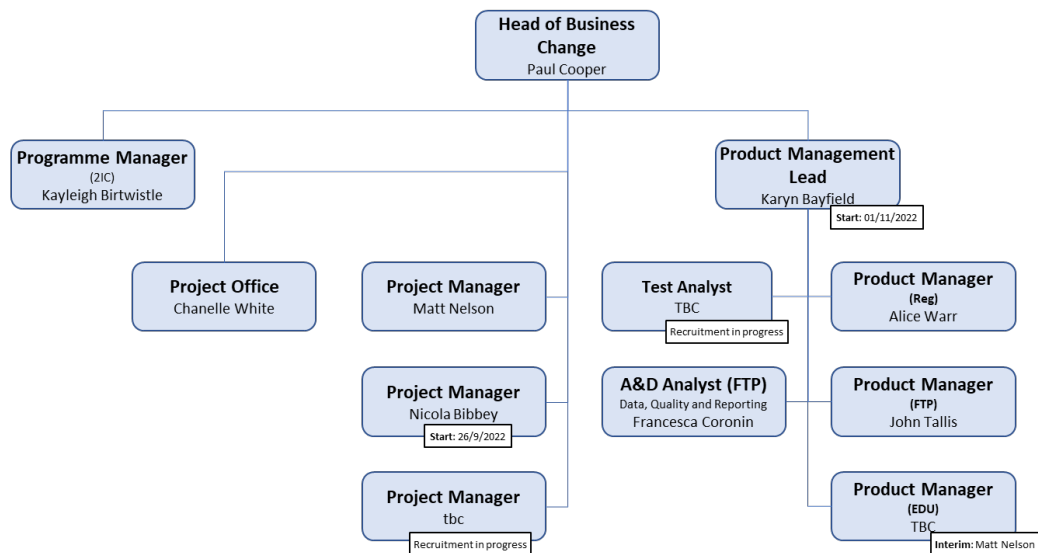 Head of Business
Change
Paul Cooper
Programme Manager
(2IC)
Kayleigh Birtwistle
Product Management
Lead
Karyn Bayfield
Start: 01/11/2022
Project Office
Chanelle White
Project Manager
Matt Nelson
Test Analyst
TBC
Recruitment in progress
Product Manager
(Reg)
Alice Warr
Project Manager
Nicola Bibbey
Start: 26/9/2022
A&D Analyst (FTP)
Data, Quality and Reporting
Francesca Coronin
Product Manager
(FTP)
John Tallis
Project Manager
tbc
Recruitment in progress
Product Manager
(EDU)
TBC
Interim: Matt Nelson